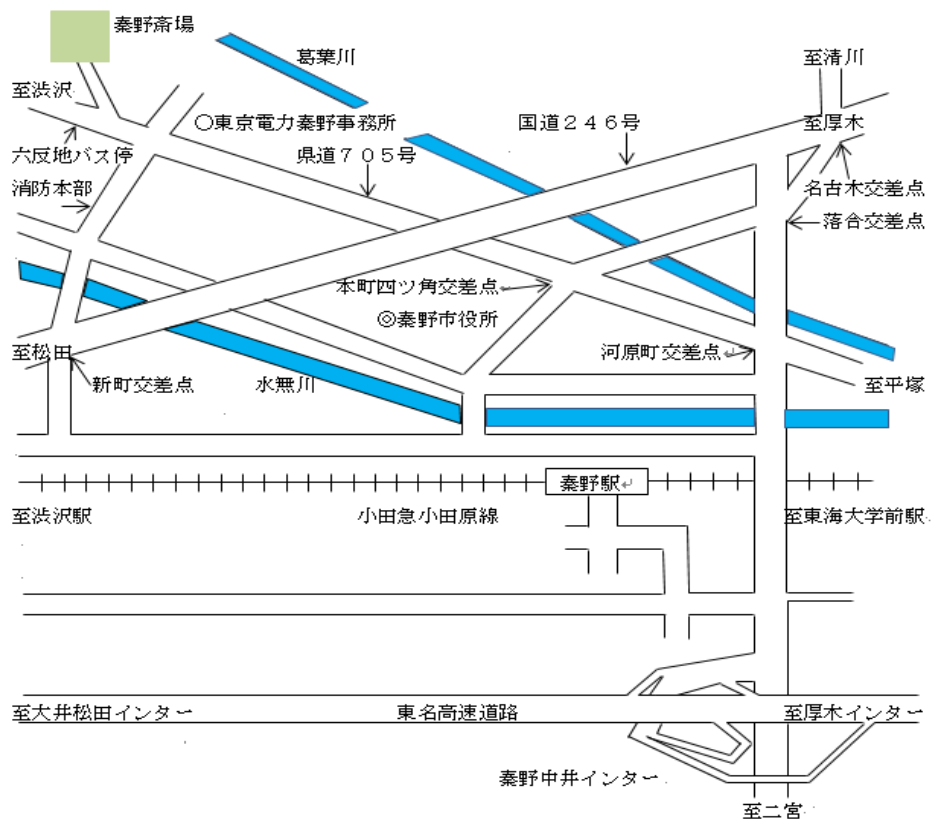 秦野斎場
葛葉川
至清川
至渋沢
○東京電力秦野事務所
国道２４６号
至厚木
六反地バス停
県道７０５号
消防本部
名古木交差点
落合交差点
本町四ツ角交差点
◎秦野市役所
至松田
河原町交差点
新町交差点
水無川
至平塚
秦野駅
至渋沢駅
小田急小田原線
至東海大学前駅
至大井松田インター
東名高速道路
至厚木インター
秦野中井インター
至二宮